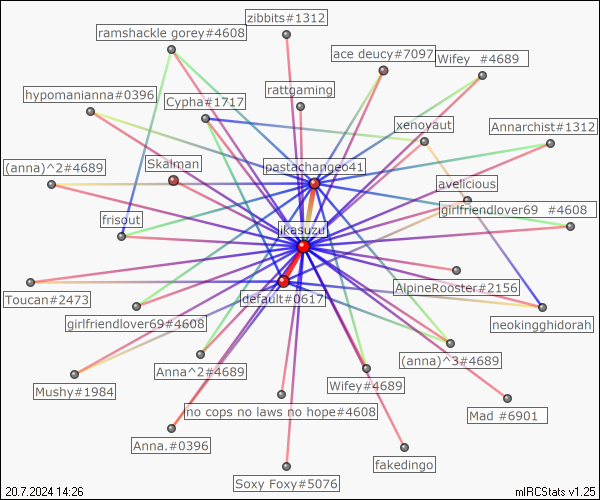 zibbits#1312
ramshackle gorey#4608
ace deucy#7097
Wifey #4689
hypomanianna#0396
rattgaming
Cypha#1717
xenoyaut
Annarchist#1312
(anna)^2#4689
Skalman
pastachangeo41
avelicious
girlfriendlover69 #4608
frisout
ikasuzu
AlpineRooster#2156
Toucan#2473
default#0617
girlfriendlover69#4608
neokingghidorah
(anna)^3#4689
Anna^2#4689
Mushy#1984
Wifey#4689
no cops no laws no hope#4608
Mad #6901
Anna.#0396
fakedingo
Soxy Foxy#5076
20.7.2024 14:26
mIRCStats v1.25